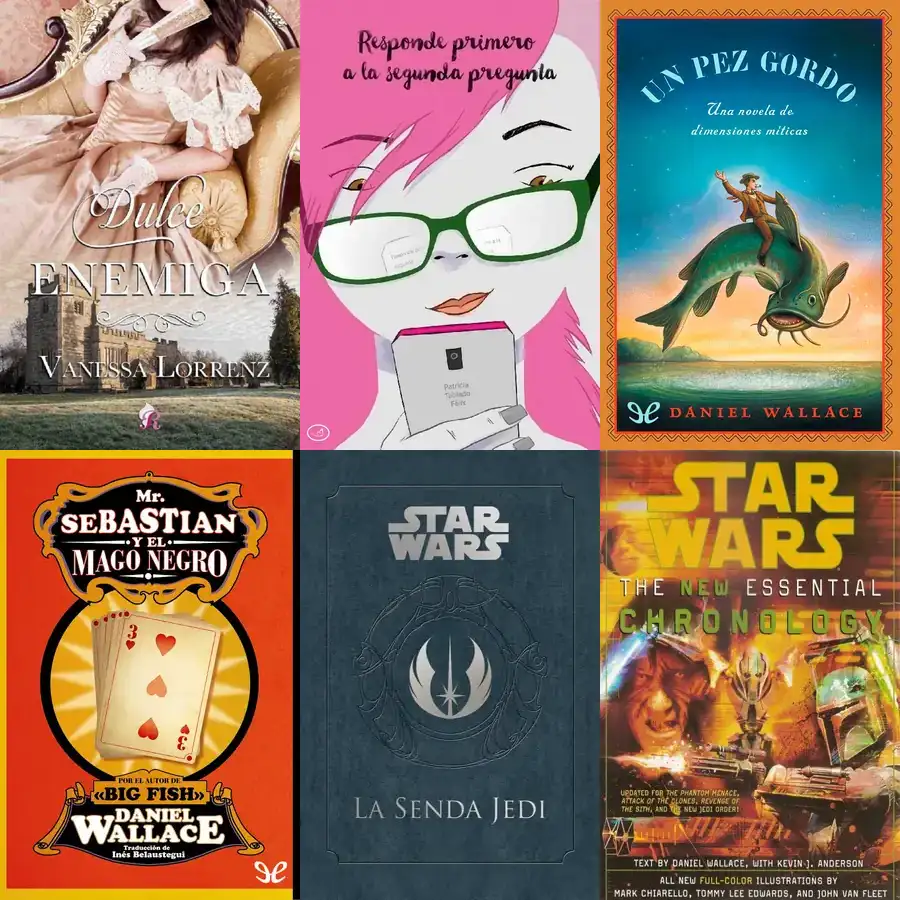 Dulce
ENEMIGA
VANESSA LORRENZ
Responde primero
a la segunda pregunta
Patricia
Tablado
Féns
UN PEZ GORDO
Una novela de
dimensiones míticas
DANIEL WALLACE
Mr.
SEBASTIAN
Y EL
MAGO NEGRO
3
3
POR EL AUTOR DE
«BIG FISH»
DANIEL
WALLACE
Traducción de
Inés Belaustegui
STAR
WARS
LA SENDA JEDI
STAR
WARS
THE NEW ESSENTIAL
CHRONOLOGY
UPDATED FOR THE PHANTOM MENACE,
ATTACK OF THE CLONES, REVENGE OF
THE SITH, AND THE NEW JEDI ORDER!
TEXT BY DANIEL WALLACE, WITH KEVIN J. ANDERSON
ALL NEW FULL-COLOR ILLUSTRATIONS BY
MARK CHIARELLO, TOMMY LEE EDWARDS, AND JOHN VAN FLEET